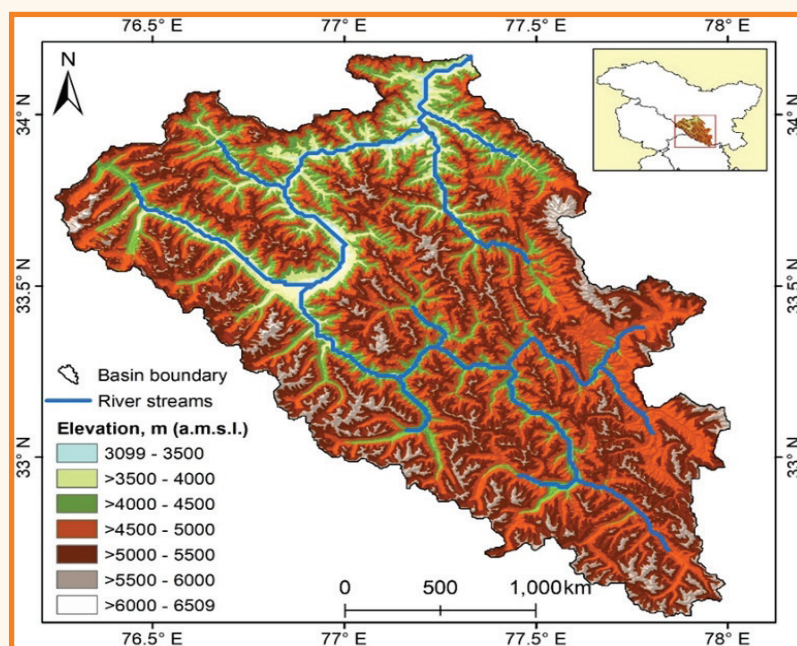 76.5° E 77° E 77.5° E 78° E
N
34° N 34° N
33.5° N 33.5° N
33° N 33° N
Basin boundary
River streams
Elevation, m (a.m.s.l.)
3099 - 3500
>3500 - 4000
>4000 - 4500
>4500 - 5000
>5000 - 5500
>5500 - 6000
>6000 - 6509
0 500 1,000km
76.5° E 77° E 77.5° E 78° E